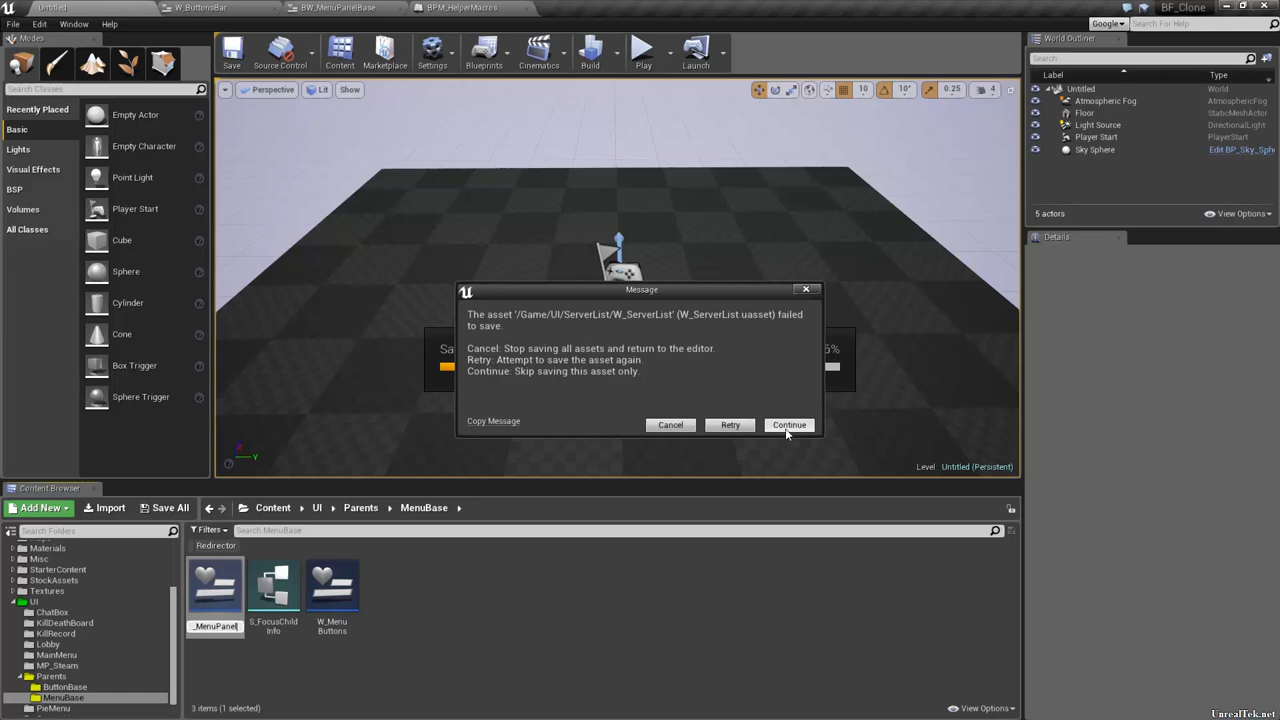 Untitled
W_ButtonsBar
BW_MenuPanelBase
BPM_HelperMacros
BF_Clone
File Edit Window Help
Google
Search For Help
Modes
Search Classes
Recently Placed
Basic
Lights
Visual Effects
BSP
Volumes
All Classes
Empty Actor
Empty Character
Point Light
Player Start
Cube
Sphere
Cylinder
Cone
Box Trigger
Sphere Trigger
Save
Source Control
Content
Marketplace
Settings
Blueprints
Cinematics
Build
Play
Launch
Perspective
Lit
Show
10
10°
0.25
4
World Outliner
Search...
Label Type
Untitled World
Atmospheric Fog AtmosphericFog
Floor StaticMeshActor
Light Source DirectionalLight
Player Start PlayerStart
Sky Sphere Edit BP_Sky_Sph
5 actors
View Options
Details
Message
The asset '/Game/UI/ServerList/W_ServerList' (W_ServerList.uasset) failed
to save.
Cancel: Stop saving all assets and return to the editor.
Retry: Attempt to save the asset again.
Continue: Skip saving this asset only.
Copy Message
Cancel
Retry
Continue
Sa
6%
X
Y
Level: Untitled (Persistent)
Content Browser
Add New
Import
Save All
Content
UI
Parents
MenuBase
Search Folders
Filters
Search MenuBase
Redirector
Materials
Misc
StarterContent
StockAssets
Textures
UI
ChatBox
KillDeathBoard
KillRecord
Lobby
MainMenu
MP_Steam
Parents
ButtonBase
MenuBase
PieMenu
_MenuPanel
S_FocusChild
Info
W_Menu
Buttons
3 items (1 selected)
View Options
UnrealTek.net